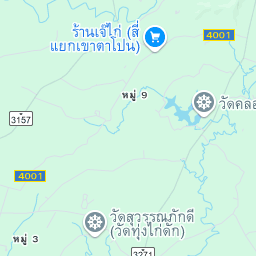 ร้านเจ๊ไก่ (สี่
แยกเขาตาโปน)
4001
หมู่ 9
วัดคลอ
3157
4001
วัดสุวรรณภักดี
(วัดทุ่งไก่ดัก)
หมู่ 3
3271